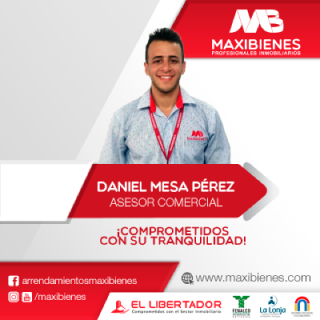 MB
MAXIBIENES
PROFESIONALES INMOBILIARIOS
MAXIBIENES
DANIEL MESA PÉREZ
ASESOR COMERCIAL
¡COMPROMETIDOS
CON SU TRANQUILIDAD!
arrendamientosmaxibienes
www.maxibienes.com
/maxibienes
EL LIBERTADOR
Comprometidos con el Sector Inmobiliario
FENALCO
La Lonja